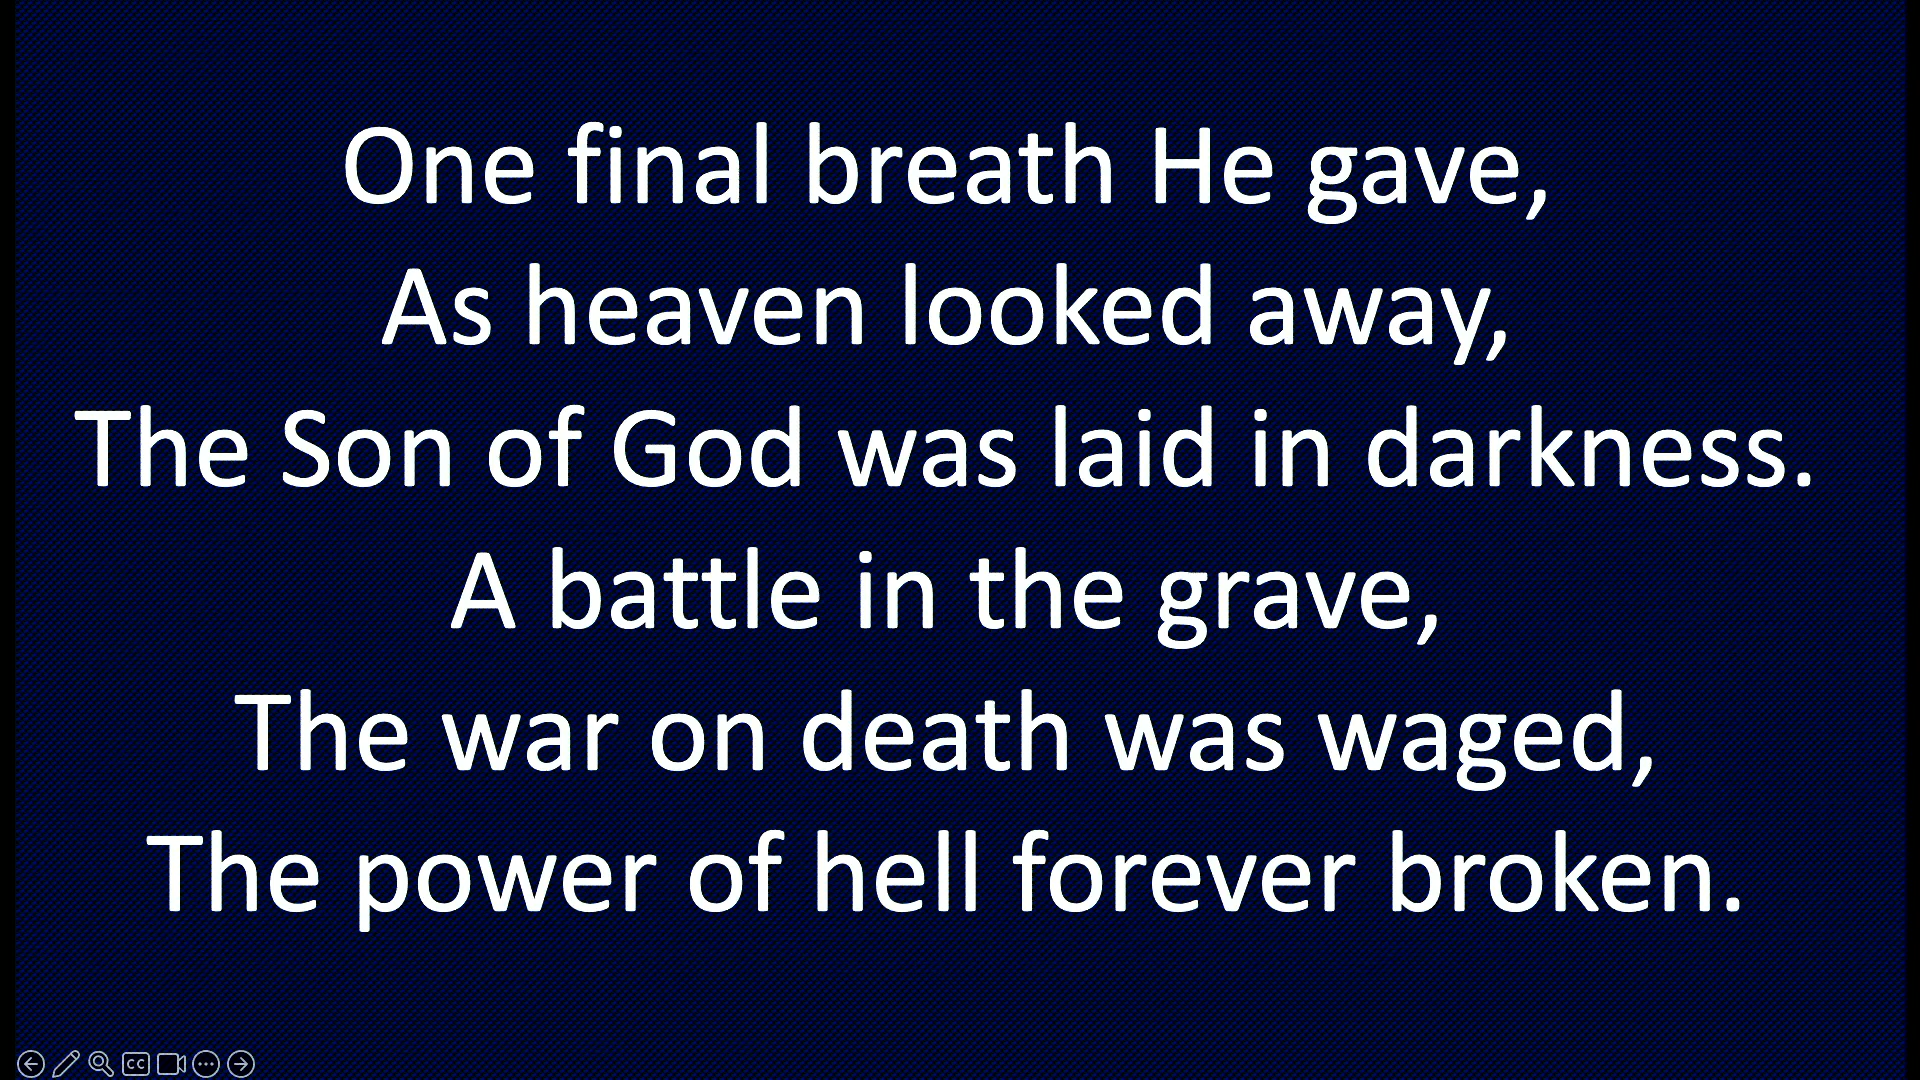 One final breath He gave,
As heaven looked away,
The Son of God was laid in darkness.
A battle in the grave,
The war on death was waged,
The power of hell forever broken.
CC